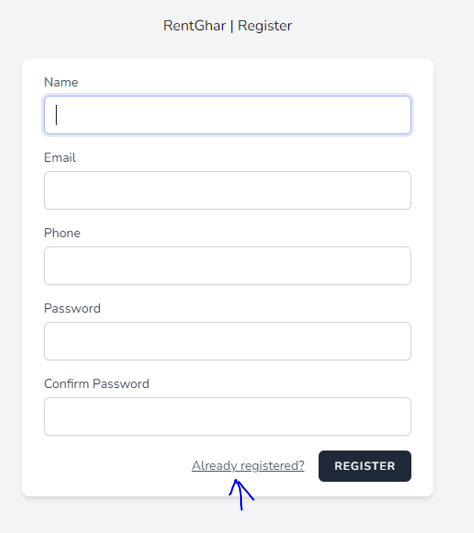 RentGhar | Register
Name
Email
Phone
Password
Confirm Password
Already registered? REGISTER